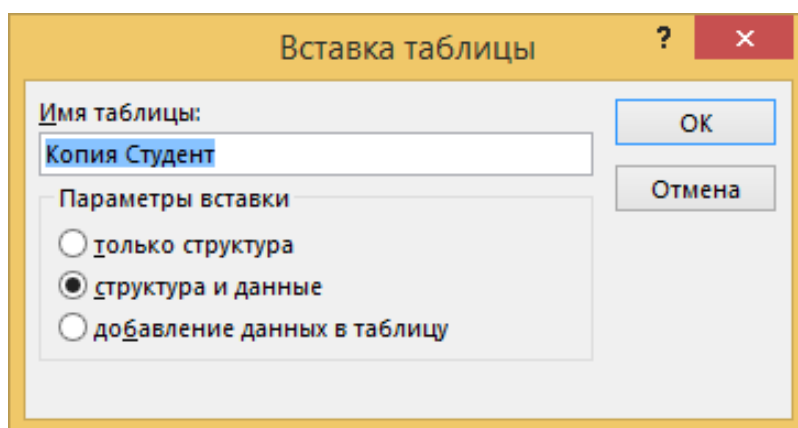 Вставка таблицы
?
Имя таблицы:
Копия Студент
Параметры вставки
только структура
структура и данные
добавление данных в таблицу
ОК
Отмена